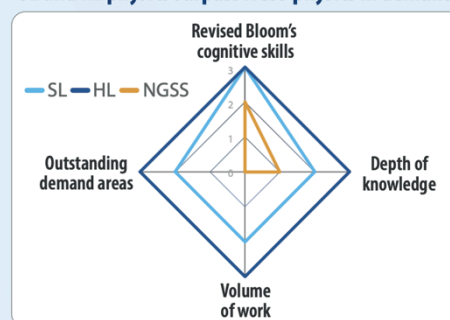 Revised Bloom's
cognitive skills
3
SL HL NGSS
2
1
Outstanding
demand areas
0
Depth of
knowledge
Volume
of work